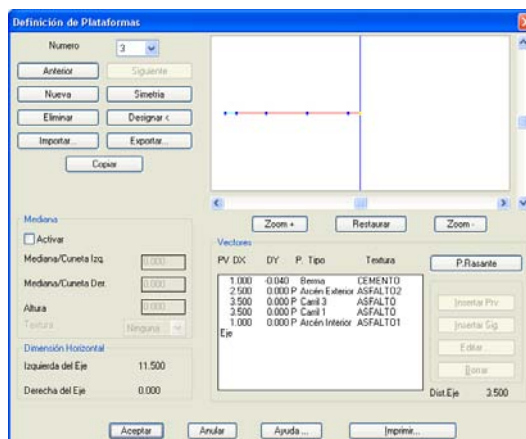 Definición de Plataformas
Numero 3
Anterior Siguiente
Nueva Simetria
Eliminar Designar <
Importar... Exportar...
Copiar
Zoom + Restaurar Zoom -
Mediana
Activar
Mediana/Cuneta Izq. 0.000
Mediana/Cuneta Der. 0.000
Altura 0.000
Textura Ninguna
Dimensión Horizontal
Izquierda del Eje 11.500
Derecha del Eje 0.000
Vectores
PV DX DY P. Tipo Textura
1.000 -0.040 Berma CEMENTO
2.500 0.000 P Arcén Exterior ASFALTO2
3.500 0.000 P Carril 3 ASFALTO
3.500 0.000 P Carril 1 ASFALTO
1.000 0.000 P Arcén Interior ASFALTO1
Eje
P.Rasante
Insertar Prv.
Insertar Sig.
Editar...
Borrar
Dist.Eje 3.500
Aceptar Anular Ayuda ... Imprimir...